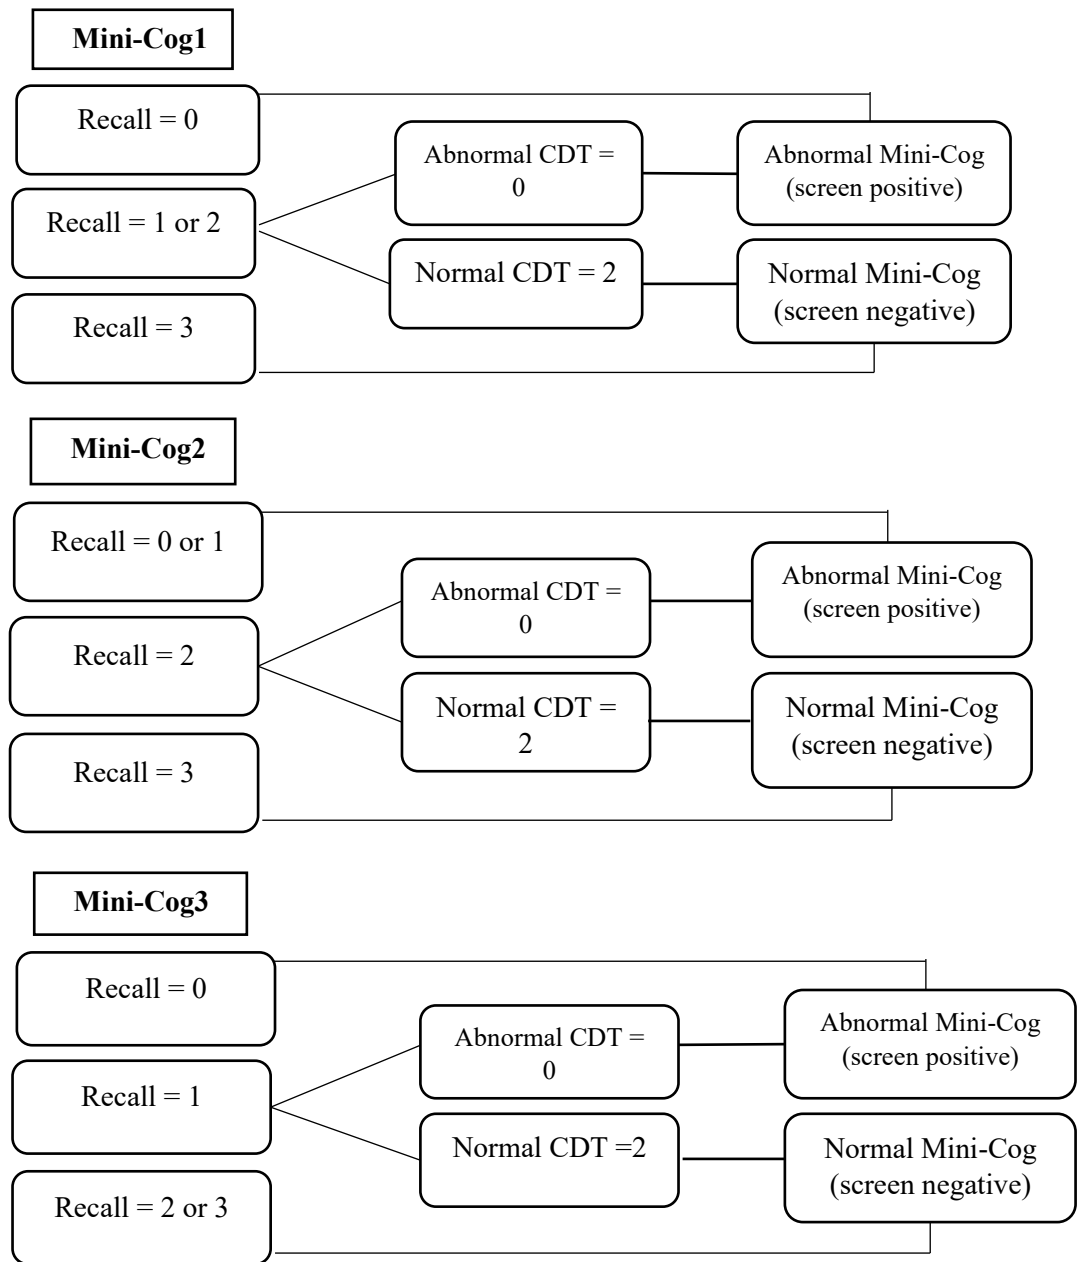 Mini-Cog1
Recall = 0
Abnormal CDT =
0
Abnormal Mini-Cog
(screen positive)
Recall = 1 or 2
Normal CDT = 2
Normal Mini-Cog
(screen negative)
Recall = 3
Mini-Cog2
Recall = 0 or 1
Abnormal CDT =
0
Abnormal Mini-Cog
(screen positive)
Recall = 2
Normal CDT =
2
Normal Mini-Cog
(screen negative)
Recall = 3
Mini-Cog3
Recall = 0
Abnormal CDT =
0
Abnormal Mini-Cog
(screen positive)
Recall = 1
Normal CDT =2
Normal Mini-Cog
(screen negative)
Recall = 2 or 3